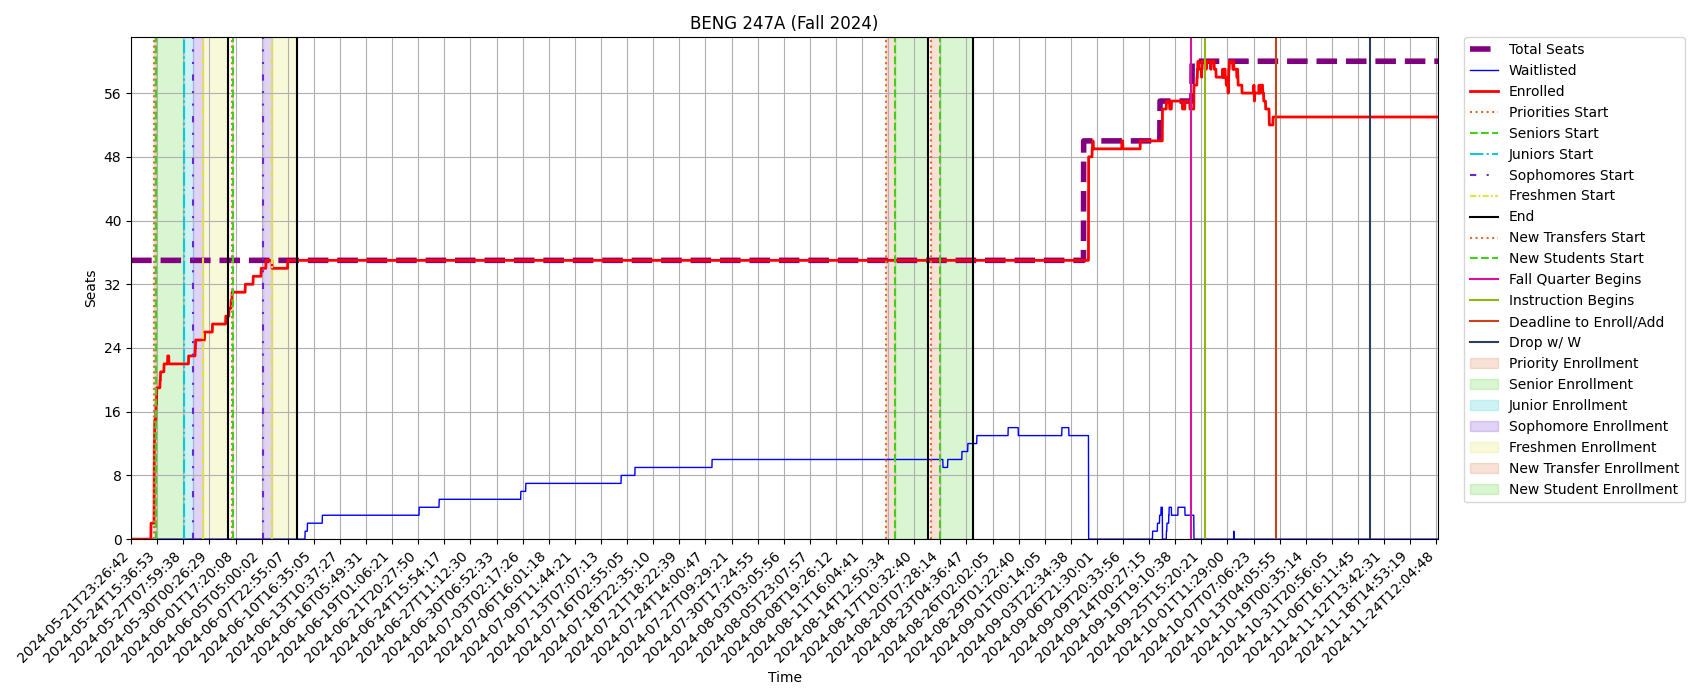 BENG 247A (Fall 2024)
Seats
56
48
40
32
24
16
8
0
2024-05-21T23:26:42
2024-05-24T15:36:53
2024-05-27T07:59:38
2024-05-30T00:26:29
2024-06-01T17:20:08
2024-06-05T05:00:02
2024-06-07T22:55:07
2024-06-10T16:35:05
2024-06-13T10:37:27
2024-06-16T05:49:31
2024-06-19T01:06:21
2024-06-21T20:27:50
2024-06-24T15:54:17
2024-06-27T11:12:30
2024-06-30T06:52:33
2024-07-03T02:17:26
2024-07-06T16:01:18
2024-07-09T11:44:21
2024-07-13T07:07:13
2024-07-16T02:55:05
2024-07-18T22:35:10
2024-07-21T18:22:39
2024-07-24T14:00:47
2024-07-27T09:29:21
2024-07-30T17:24:55
2024-08-03T03:05:56
2024-08-05T23:07:57
2024-08-08T19:26:12
2024-08-11T16:04:41
2024-08-14T12:50:34
2024-08-17T10:32:40
2024-08-20T07:28:14
2024-08-23T04:36:47
2024-08-26T02:02:05
2024-08-29T01:22:40
2024-09-01T00:14:05
2024-09-03T22:34:38
2024-09-06T21:30:01
2024-09-09T20:33:56
2024-09-14T00:27:15
2024-09-19T19:10:38
2024-09-25T15:20:21
2024-10-01T11:29:00
2024-10-07T07:06:23
2024-10-13T04:05:55
2024-10-19T00:35:14
2024-10-31T20:56:05
2024-11-06T16:11:45
2024-11-12T13:42:31
2024-11-18T14:53:19
2024-11-24T12:04:48
Time
Total Seats
Waitlisted
Enrolled
Priorities Start
Seniors Start
Juniors Start
Sophomores Start
Freshmen Start
End
New Transfers Start
New Students Start
Fall Quarter Begins
Instruction Begins
Deadline to Enroll/Add
Drop w/ W
Priority Enrollment
Senior Enrollment
Junior Enrollment
Sophomore Enrollment
Freshmen Enrollment
New Transfer Enrollment
New Student Enrollment